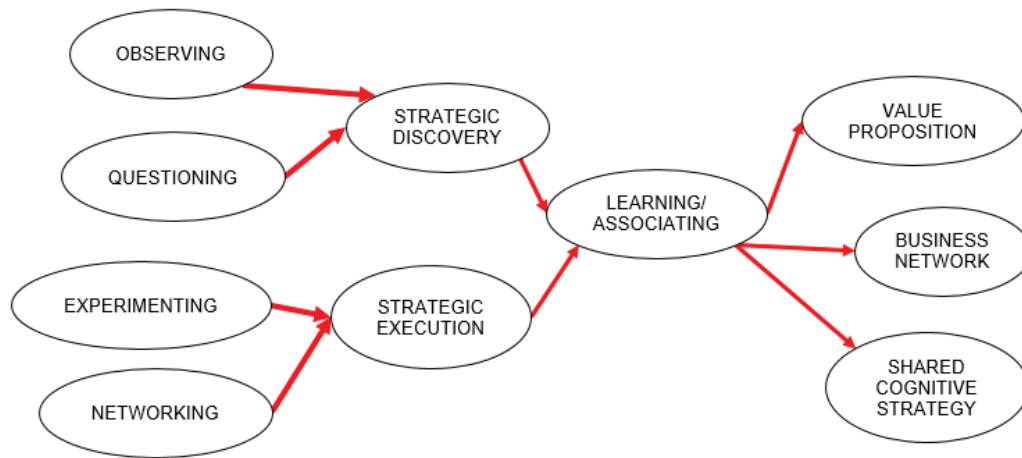 OBSERVING
QUESTIONING
EXPERIMENTING
NETWORKING
STRATEGIC
DISCOVERY
STRATEGIC
EXECUTION
LEARNING/
ASSOCIATING
VALUE
PROPOSITION
BUSINESS
NETWORK
SHARED
COGNITIVE
STRATEGY